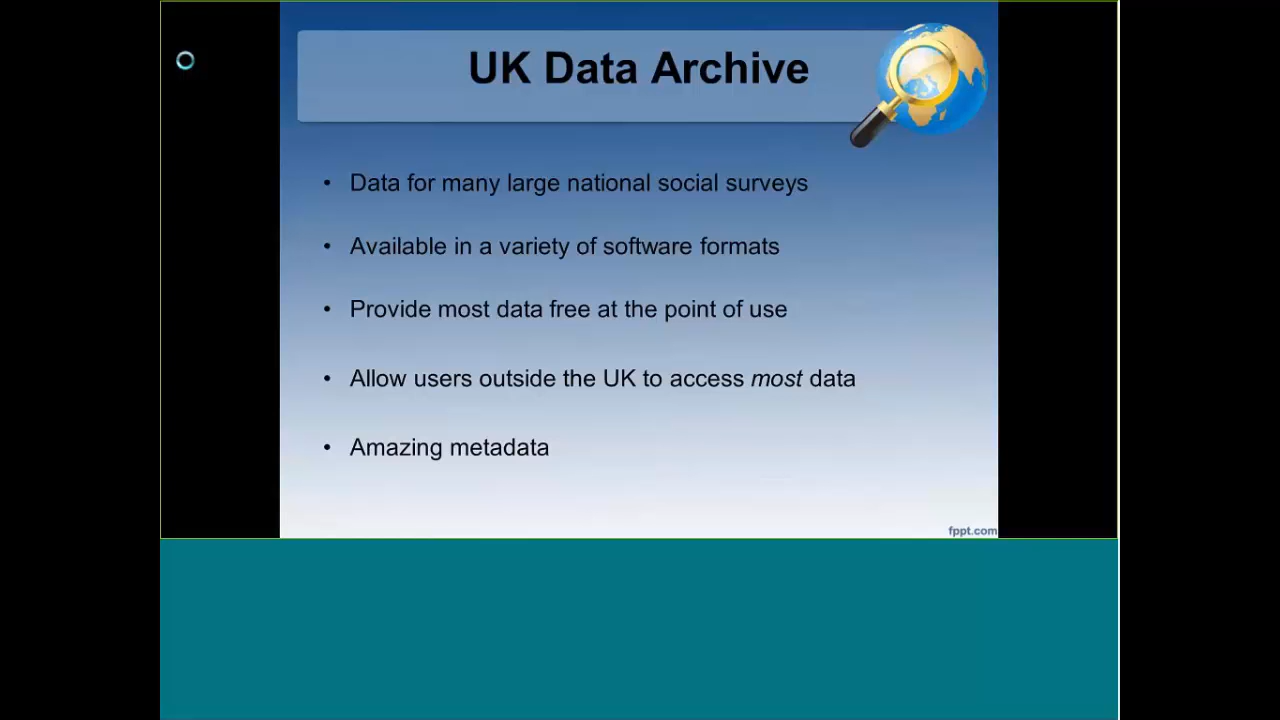 UK Data Archive
• Data for many large national social surveys
• Available in a variety of software formats
• Provide most data free at the point of use
• Allow users outside the UK to access most data
• Amazing metadata
fppt.com